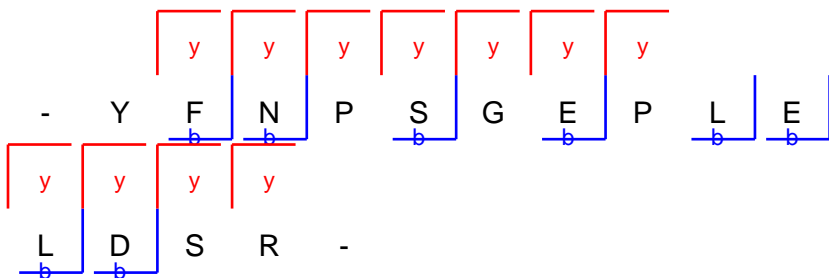 y y y y y y y
- Y F N P S G E P L E
b b b b b b
y y y y
L D S R -
b b